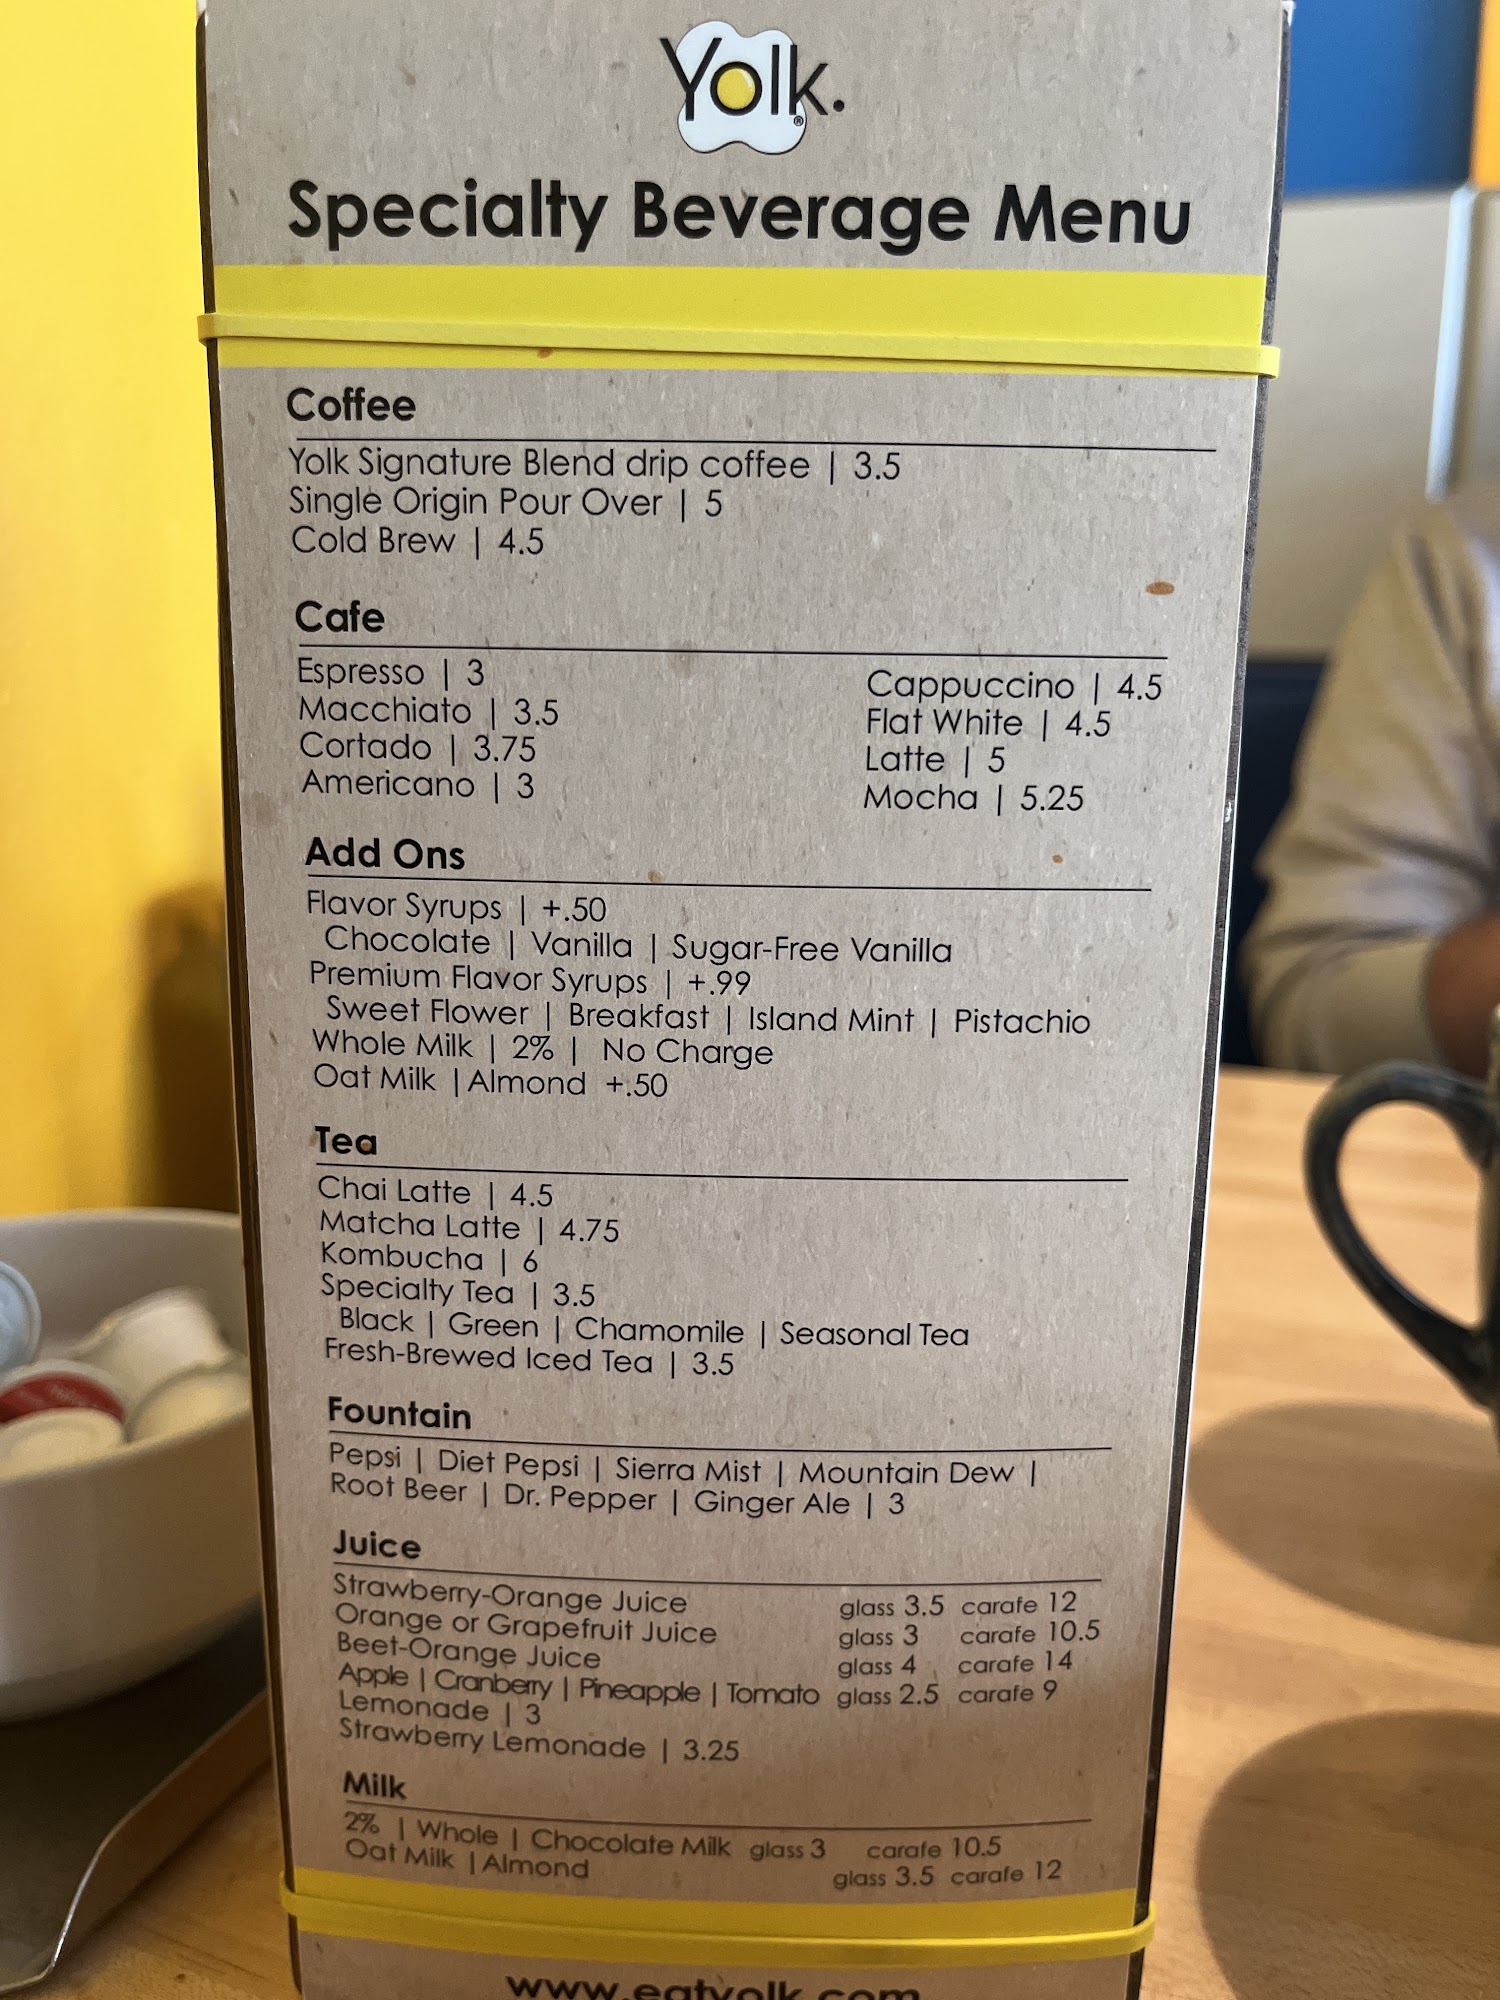 Yolk.
Specialty Beverage Menu
Coffee
Yolk Signature Blend drip coffee | 3.5
Single Origin Pour Over | 5
Cold Brew | 4.5
Cafe
Espresso | 3
Macchiato | 3.5
Cortado | 3.75
Americano | 3
Cappuccino | 4.5
Flat White | 4.5
Latte | 5
Mocha | 5.25
Add Ons
Flavor Syrups | +.50
Chocolate | Vanilla | Sugar-Free Vanilla
Premium Flavor Syrups | +.99
Sweet Flower | Breakfast | Island Mint | Pistachio
Whole Milk | 2% | No Charge
Oat Milk | Almond +.50
Tea
Chai Latte | 4.5
Matcha Latte | 4.75
Kombucha | 6
Specialty Tea | 3.5
Black | Green | Chamomile | Seasonal Tea
Fresh-Brewed Iced Tea | 3.5
Fountain
Pepsi | Diet Pepsi | Sierra Mist | Mountain Dew |
Root Beer | Dr. Pepper | Ginger Ale | 3
Juice
Strawberry-Orange Juice glass 3.5 carafe 12
Orange or Grapefruit Juice glass 3 carafe 10.5
Beet-Orange Juice glass 4 carafe 14
Apple | Cranberry | Pineapple | Tomato glass 2.5 carafe 9
Lemonade | 3
Strawberry Lemonade | 3.25
Milk
2% | Whole | Chocolate Milk glass 3 carafe 10.5
Oat Milk | Almond glass 3.5 carafe 12
www.eatyolk.com